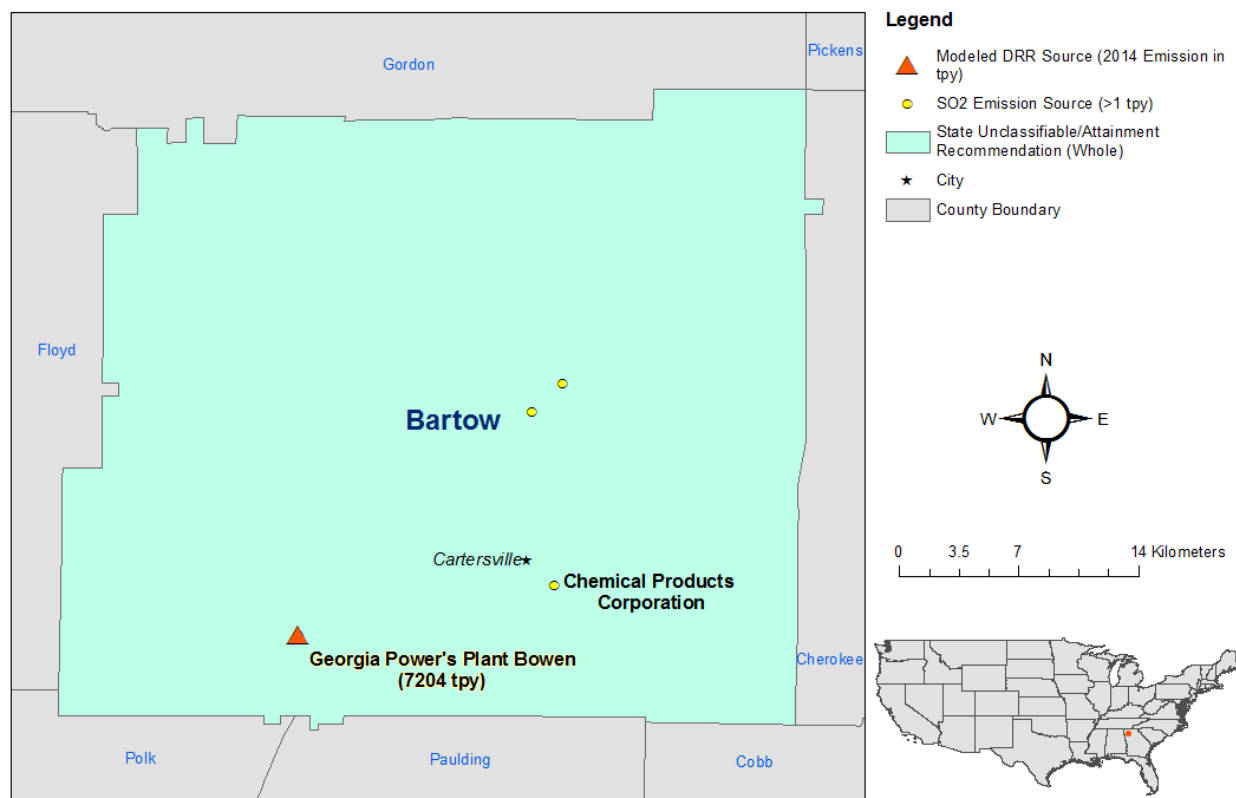 Gordon
Pickens
Floyd
Bartow
Cartersville
Chemical Products
Corporation
Georgia Power's Plant Bowen
(7204 tpy)
Cherokee
Polk
Paulding
Cobb
Legend
Modeled DRR Source (2014 Emission in
tpy)
SO2 Emission Source (>1 tpy)
State Unclassifiable/Attainment
Recommendation (Whole)
City
County Boundary
N
W E
S
0 3.5 7 14 Kilometers